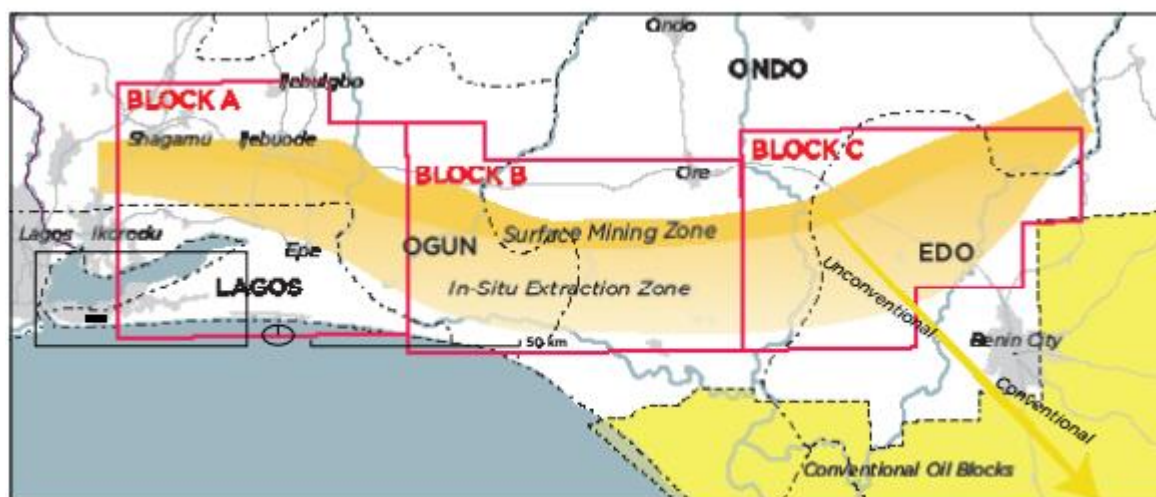 Ondo
ONDO
Ijebuigbo
BLOCK A
Shagamu
Ijebuode
BLOCK B
Ore
BLOCK C
Lagos
Ikorodu
Epe
OGUN
Surface Mining Zone
EDO
LAGOS
In-Situ Extraction Zone
Unconventional
50 km
Benin City
Conventional
Conventional Oil Blocks